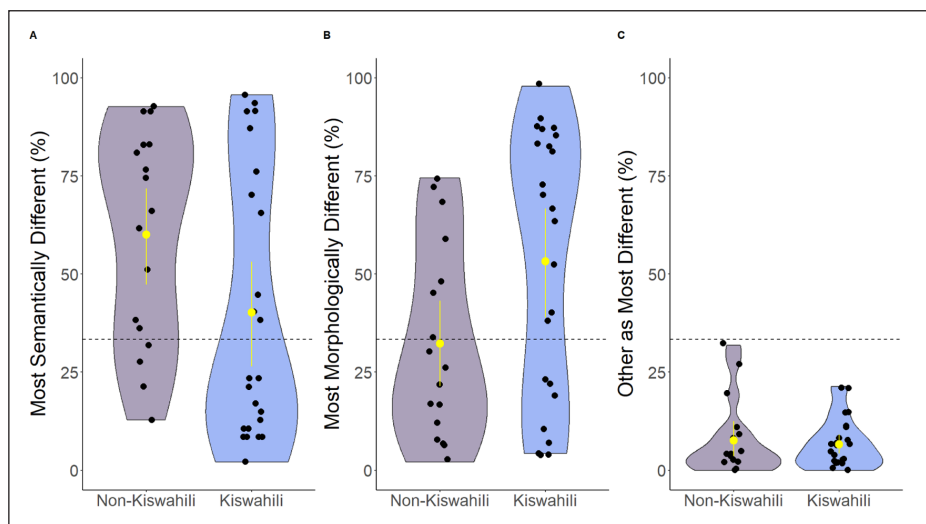 A
B
C
Most Semantically Different (%)
100
75
50
25
0
Non-Kiswahili Kiswahili
Most Morphologically Different (%)
100
75
50
25
0
Non-Kiswahili Kiswahili
Other as Most Different (%)
100
75
50
25
0
Non-Kiswahili Kiswahili